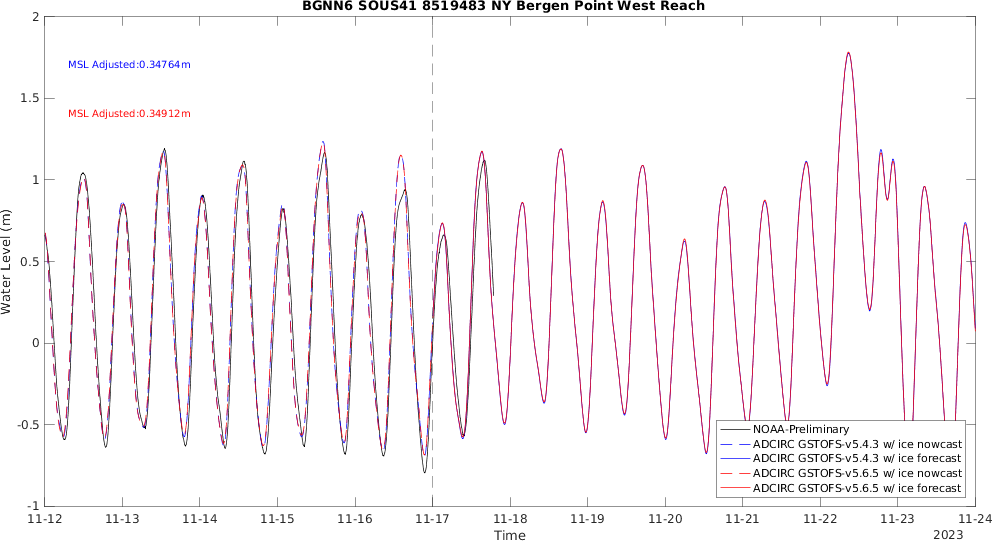 BGNN6 SOUS41 8519483 NY Bergen Point West Reach
2
1.5
1
0.5
0
-0.5
-1
Water Level (m)
MSL Adjusted:0.34764m
MSL Adjusted:0.34912m
NOAA-Preliminary
ADCIRC GSTOFS-v5.4.3 w/ ice nowcast
ADCIRC GSTOFS-v5.4.3 w/ ice forecast
ADCIRC GSTOFS-v5.6.5 w/ ice nowcast
ADCIRC GSTOFS-v5.6.5 w/ ice forecast
11-12 11-13 11-14 11-15 11-16 11-17 11-18 11-19 11-20 11-21 11-22 11-23 11-24
Time
2023